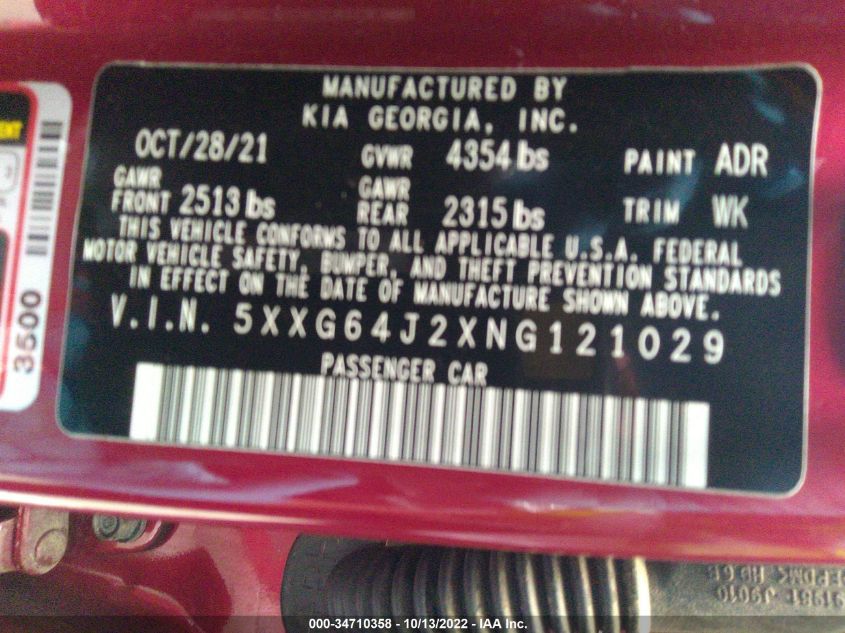 MANUFACTURED BY
KIA GEORGIA, INC.
OCT/28/21 GVWR 4354 lbs PAINT ADR
GAWR FRONT 2513 lbs GAWR REAR 2315 lbs TRIM WK
THIS VEHICLE CONFORMS TO ALL APPLICABLE U.S.A. FEDERAL
MOTOR VEHICLE SAFETY, BUMPER, AND THEFT PREVENTION STANDARDS
IN EFFECT ON THE DATE OF MANUFACTURE SHOWN ABOVE.
V.I.N. 5XXG64J2XNG121029
PASSENGER CAR
3500
000-34710358 - 10/13/2022 - IAA Inc.